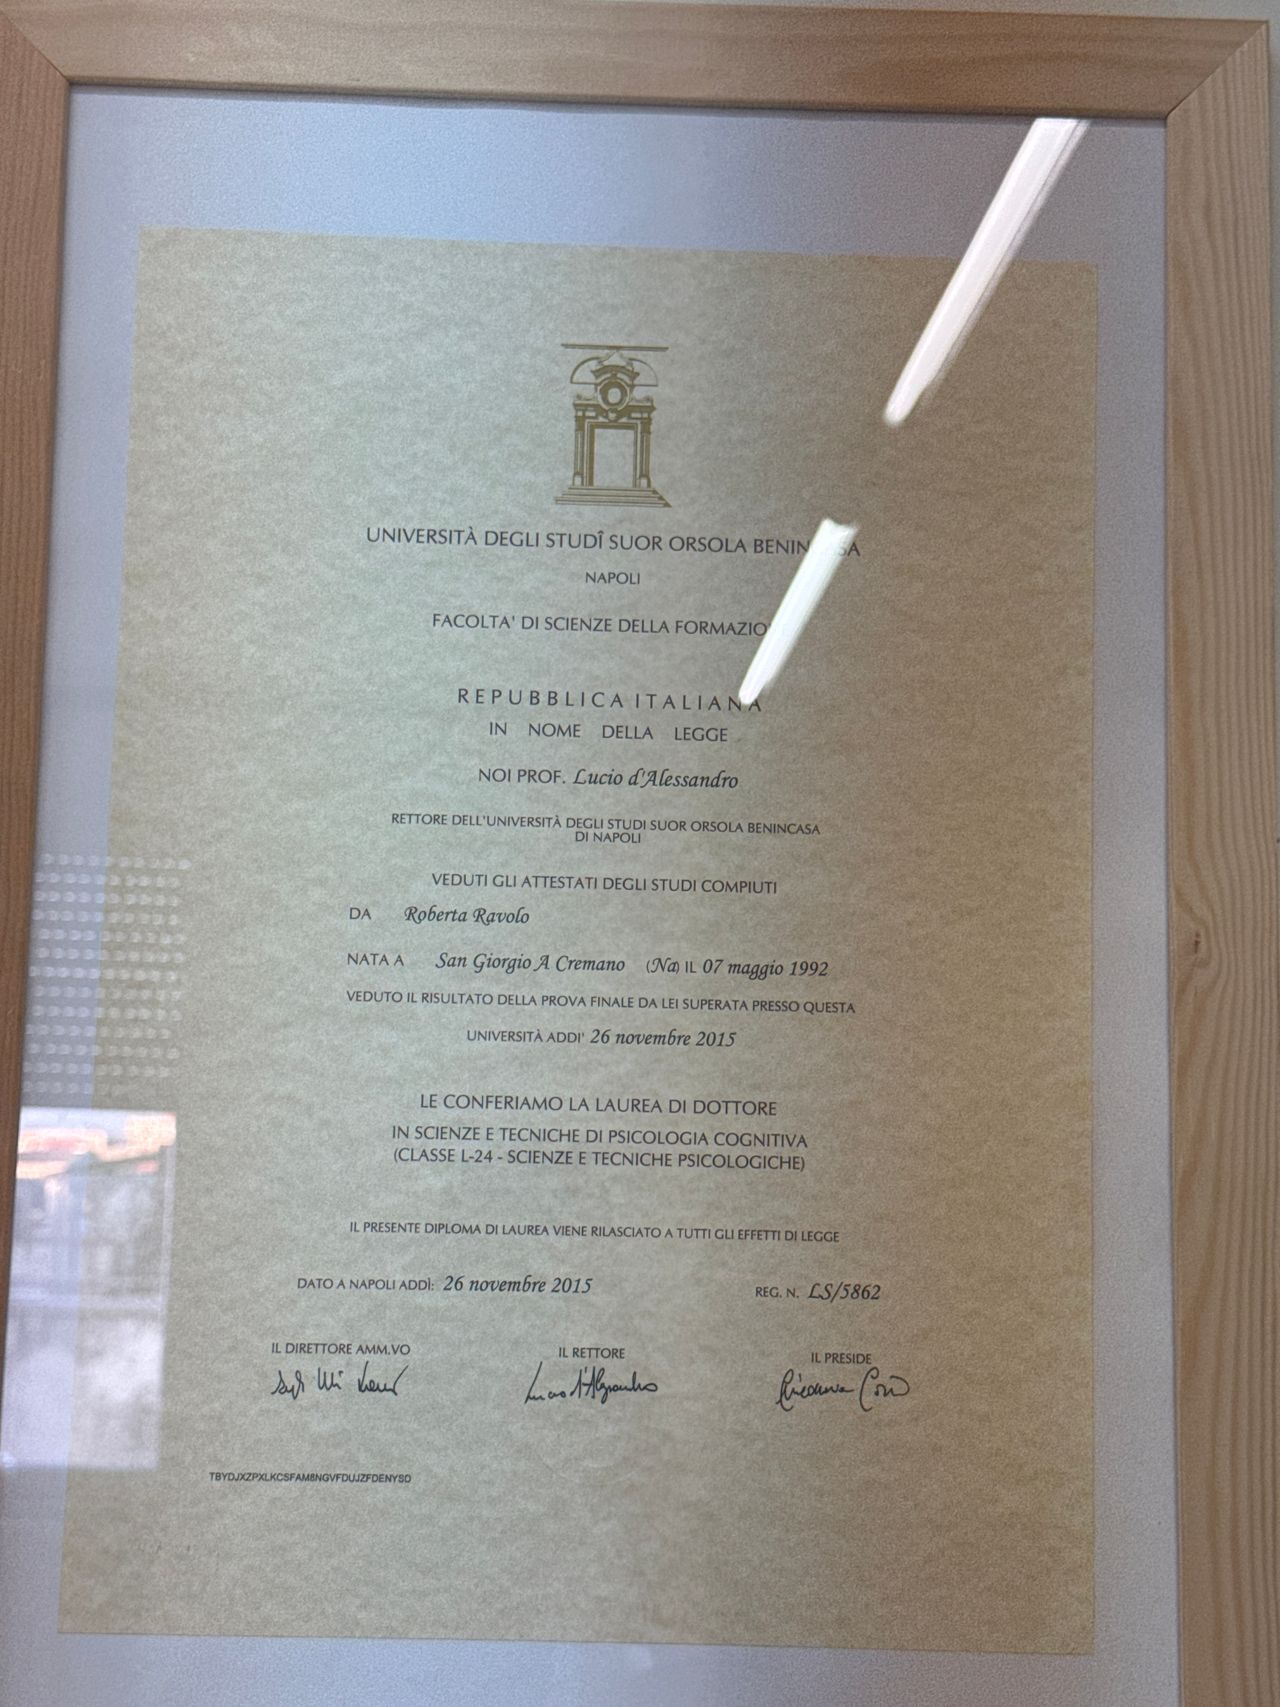 UNIVERSITÀ DEGLI STUDÎ SUOR ORSOLA
NAPOLI
FACOLTA' DI SCIENZE DELLA
REPUBBLICA ITALIANA
IN NOME DELLA LEGGE
NOI PROF. Lucio d'Alessandro
RETTORE DELL'UNIVERSITÀ DEGLI STUDI SUOR ORSOLA BENINCASA
DI NAPOLI
VEDUTI GLI ATTESTATI DEGLI STUDI COMPIUTI
DA Roberta Ravolo
NATA A San Giorgio A Cremano (Na) IL 07 maggio 1992
VEDUTO IL RISULTATO DELLA PROVA FINALE DA LEI SUPERATA PRESSO QUESTA
UNIVERSITÀ ADDI' 26 novembre 2015
LE CONFERIAMO LA LAUREA DI DOTTORE
IN SCIENZE E TECNICHE DI PSICOLOGIA COGNITIVA
(CLASSE L-24 - SCIENZE E TECNICHE PSICOLOGICHE)
IL PRESENTE DIPLOMA DI LAUREA VIENE RILASCIATO A TUTTI GLI EFFETTI DI LEGGE
DATO A NAPOLI ADDÌ: 26 novembre 2015 REG. N. LS/5862
IL DIRETTORE AMM.VO IL RETTORE IL PRESIDE
Lucio d'Alessandro
TBYDJXZPXLKCSFAM8NGVFDUJZFDENYSD